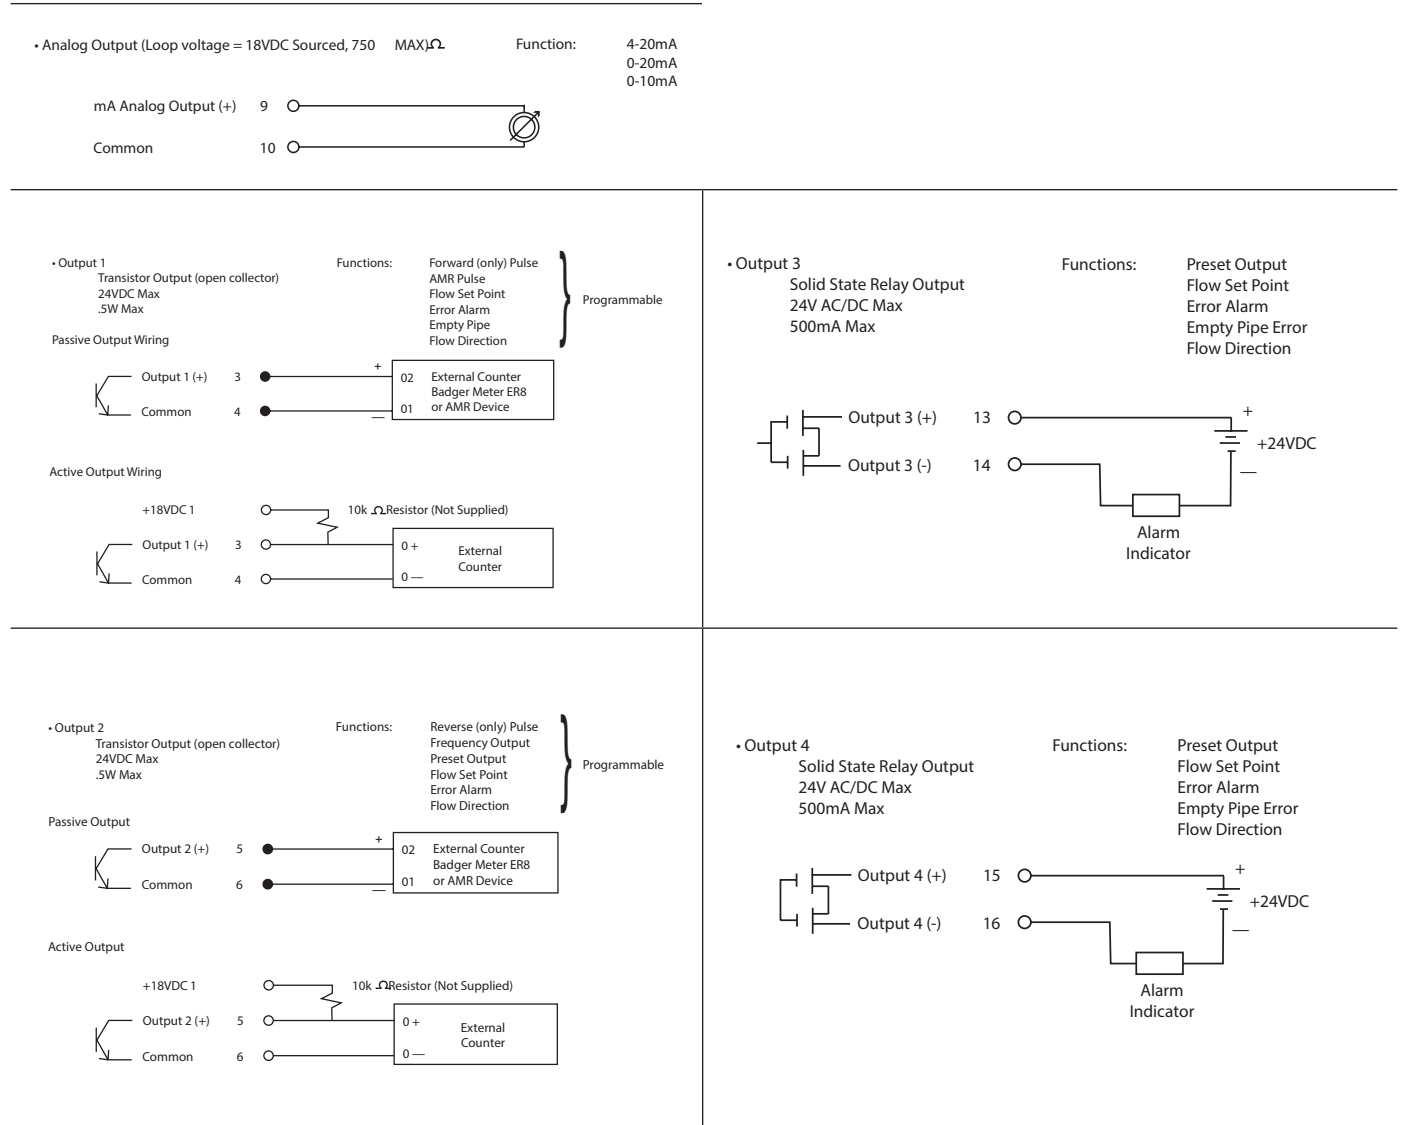 • Analog Output (Loop voltage = 18VDC Sourced, 750 MAX)Ω Function: 4-20mA
0-20mA
0-10mA
mA Analog Output (+) 9
Common 10
• Output 1 Functions: Forward (only) Pulse
Transistor Output (open collector) AMR Pulse
24VDC Max Flow Set Point
.5W Max Error Alarm
Empty Pipe
Flow Direction
Programmable
Passive Output Wiring
Output 1 (+) 3 + 02 External Counter
Badger Meter ER8
Common 4 — 01 or AMR Device
Active Output Wiring
+18VDC 1 10k Ω Resistor (Not Supplied)
Output 1 (+) 3 0 + External
Counter
Common 4 0 —
• Output 3 Functions: Preset Output
Solid State Relay Output Flow Set Point
24V AC/DC Max Error Alarm
500mA Max Empty Pipe Error
Flow Direction
Output 3 (+) 13 +
+24VDC
Output 3 (-) 14 —
Alarm
Indicator
• Output 2 Functions: Reverse (only) Pulse
Transistor Output (open collector) Frequency Output
24VDC Max Preset Output
.5W Max Flow Set Point
Error Alarm
Flow Direction
Programmable
Passive Output
Output 2 (+) 5 + 02 External Counter
Badger Meter ER8
Common 6 — 01 or AMR Device
Active Output
+18VDC 1 10k Ω Resistor (Not Supplied)
Output 2 (+) 5 0 + External
Counter
Common 6 0 —
• Output 4 Functions: Preset Output
Solid State Relay Output Flow Set Point
24V AC/DC Max Error Alarm
500mA Max Empty Pipe Error
Flow Direction
Output 4 (+) 15 +
+24VDC
Output 4 (-) 16 —
Alarm
Indicator